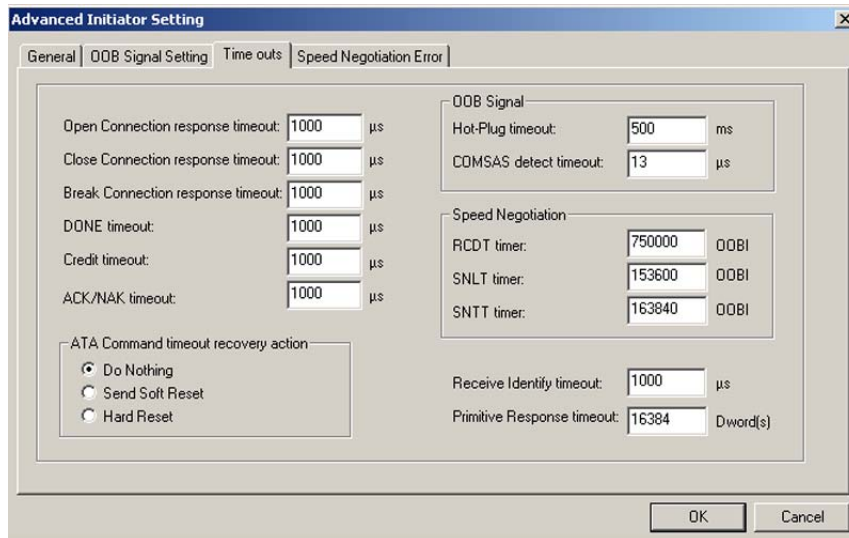 Advanced Initiator Setting
General
OOB Signal Setting
Time outs
Speed Negotiation Error
Open Connection response timeout: 1000 µs
Close Connection response timeout: 1000 µs
Break Connection response timeout: 1000 µs
DONE timeout: 1000 µs
Credit timeout: 1000 µs
ACK/NAK timeout: 1000 µs
ATA Command timeout recovery action
Do Nothing
Send Soft Reset
Hard Reset
OOB Signal
Hot-Plug timeout: 500 ms
COMSAS detect timeout: 13 µs
Speed Negotiation
RCDT timer: 750000 OOBI
SNLT timer: 153600 OOBI
SNTT timer: 163840 OOBI
Receive Identify timeout: 1000 µs
Primitive Response timeout: 16384 Dword(s)
OK
Cancel